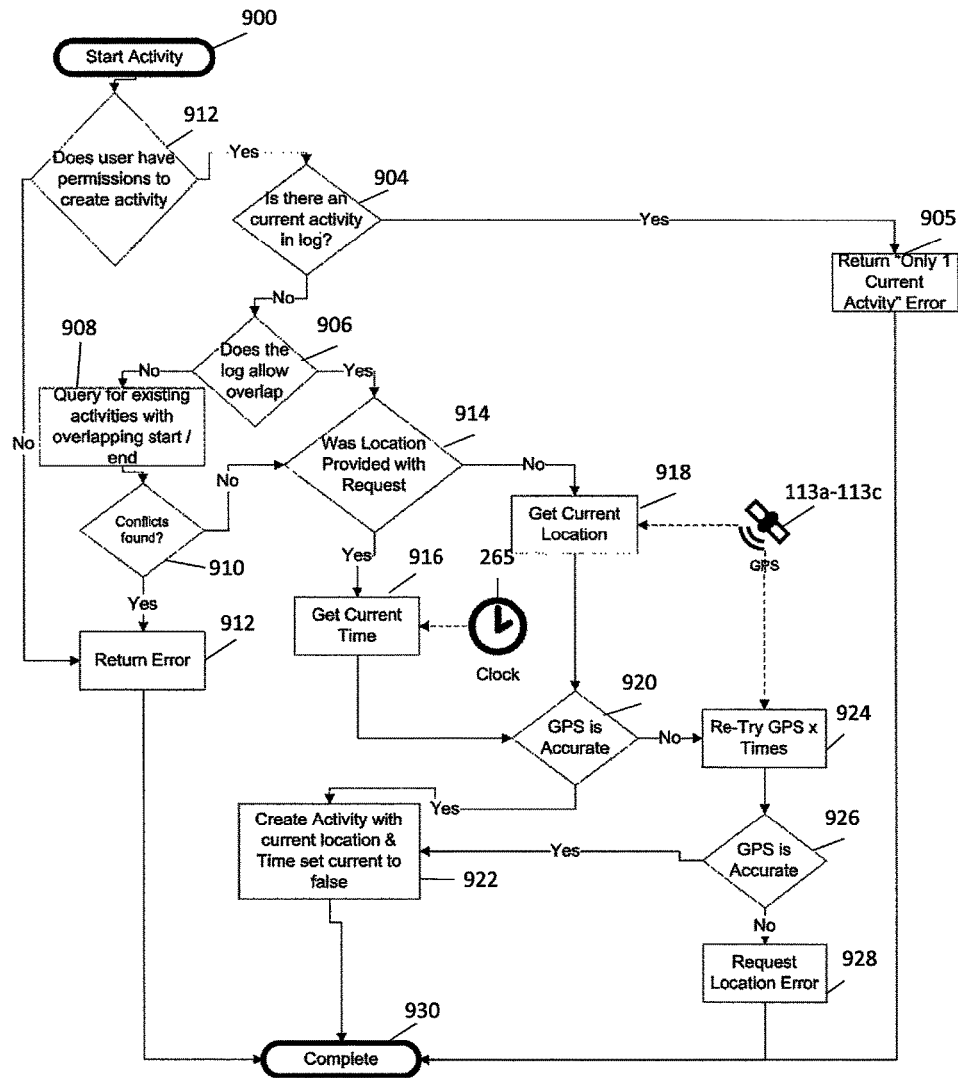 900
Start Activity
912
Does user have
permissions to
create activity
Yes
904
Is there an
current activity
in log?
Yes
905
Return "Only 1
Current
Actvity" Error
No
906
Does the
log allow
overlap
No
Yes
908
Query for existing
activities with
overlapping start /
end
No
914
Was Location
Provided with
Request
No
No
918
Get Current
Location
113a-113c
GPS
Conflicts
found?
910
Yes
Yes
916
Get Current
Time
265
Clock
912
Return Error
920
GPS is
Accurate
No
924
Re-Try GPS x
Times
Yes
Create Activity with
current location &
Time set current to
false
922
Yes
926
GPS is
Accurate
No
Request
Location Error
928
930
Complete